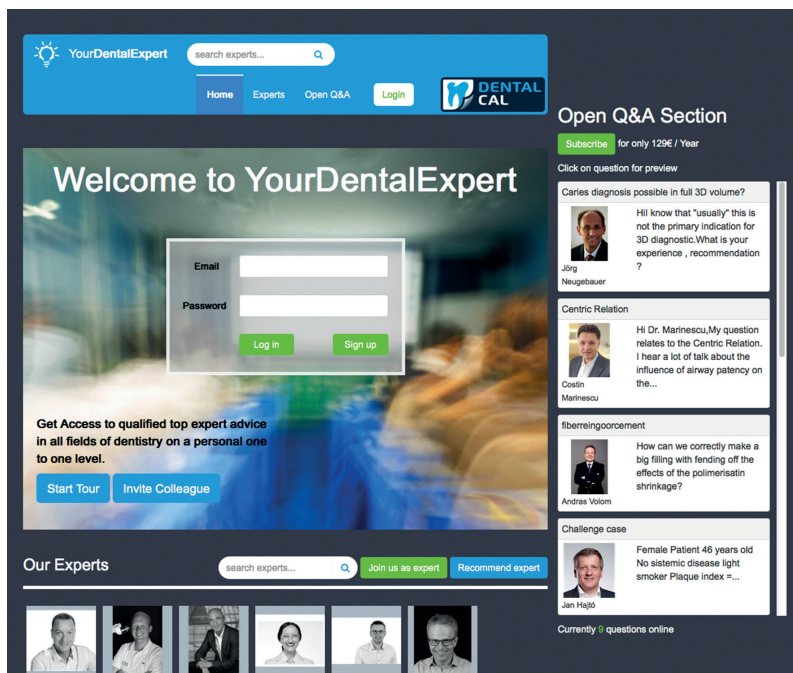 YourDentalExpert
search experts...
Home
Experts
Open Q&A
Login
DENTAL
CAL
Welcome to YourDentalExpert
Email
Password
Log in
Sign up
Get Access to qualified top expert advice
in all fields of dentistry on a personal one
to one level.
Start Tour
Invite Colleague
Our Experts
search experts...
Join us as expert
Recommend expert
Open Q&A Section
Subscribe for only 129€ / Year
Click on question for preview
Caries diagnosis possible in full 3D volume?
HiI know that "usually" this is
not the primary indication for
3D diagnostic.What is your
experience , recommendation
?
Jörg
Neugebauer
Centric Relation
Hi Dr. Marinescu,My question
relates to the Centric Relation.
I hear a lot of talk about the
influence of airway patency on
the...
Costin
Marinescu
fiberreingoorcement
How can we correctly make a
big filling with fending off the
effects of the polimerisatin
shrinkage?
Andras Volom
Challenge case
Female Patient 46 years old
No sistemic disease light
smoker Plaque index =...
Jan Hajtó
Currently 9 questions online